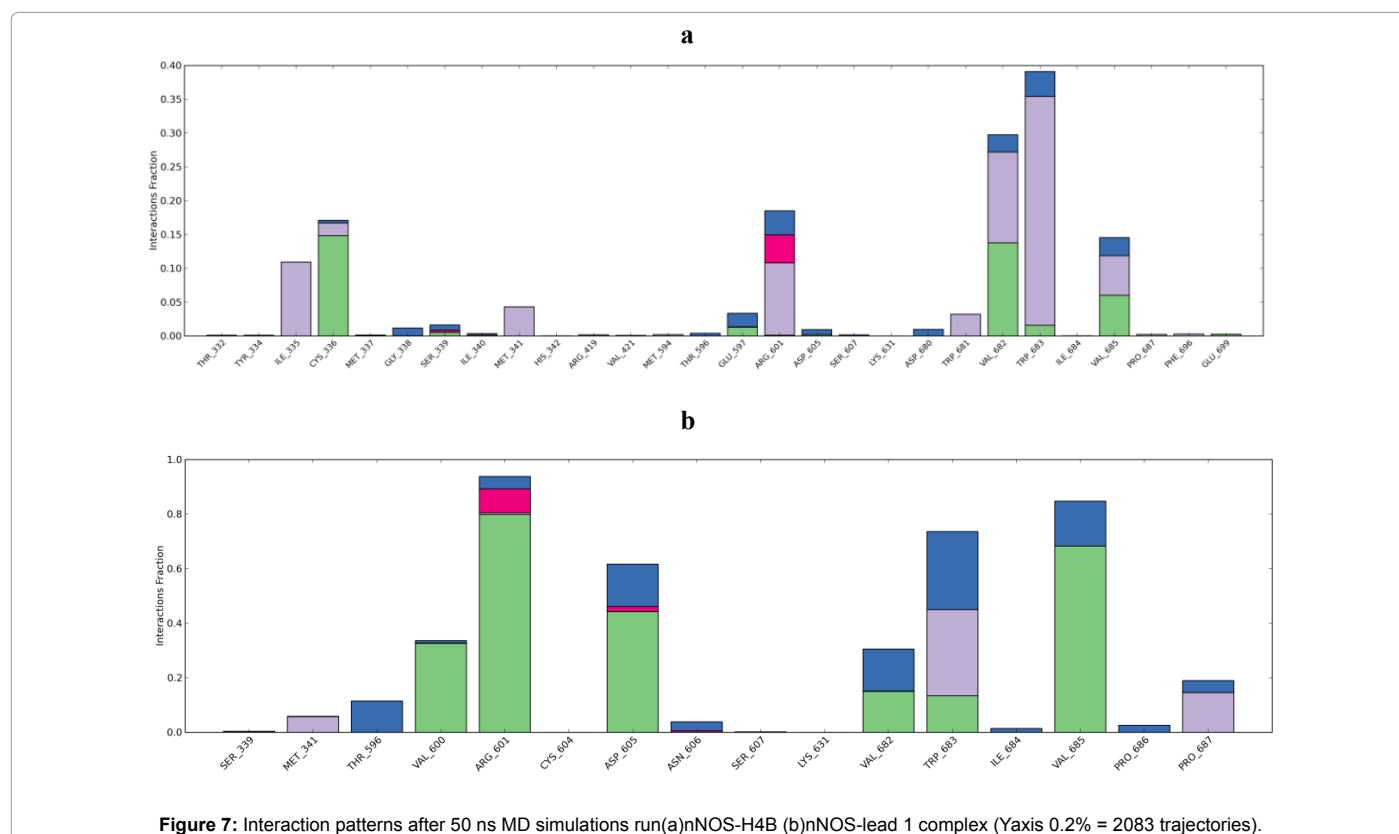 a
Interactions Fraction
0.40
0.35
0.30
0.25
0.20
0.15
0.10
0.05
0.00
THR_332 TYR_334 ILE_335 CYS_336 MET_337 GLY_338 SER_339 ILE_340 MET_341 HIS_342 ARG_419 VAL_421 MET_594 THR_596 GLU_597 ARG_601 ASP_605 SER_607 LYS_631 ASP_680 TRP_681 VAL_682 TRP_683 ILE_684 VAL_685 PRO_687 PHE_696 GLU_699
b
Interactions Fraction
1.0
0.8
0.6
0.4
0.2
0.0
SER_339 MET_341 THR_596 VAL_600 ARG_601 CYS_604 ASP_605 ASN_606 SER_607 LYS_631 VAL_682 TRP_683 ILE_684 VAL_685 PRO_686 PRO_687
Figure 7: Interaction patterns after 50 ns MD simulations run(a)nNOS-H4B (b)nNOS-lead 1 complex (Yaxis 0.2% = 2083 trajectories).